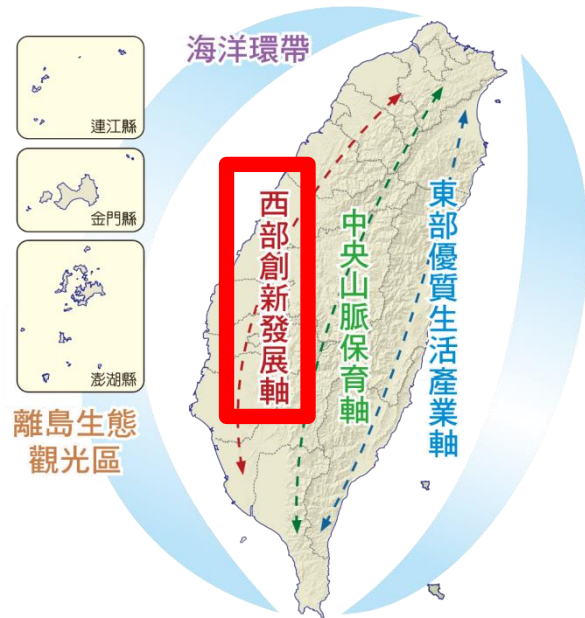 海洋環帶
連江縣
金門縣
澎湖縣
離島生態
觀光區
西部創新發展軸
中央山脈保育軸
東部優質生活產業軸